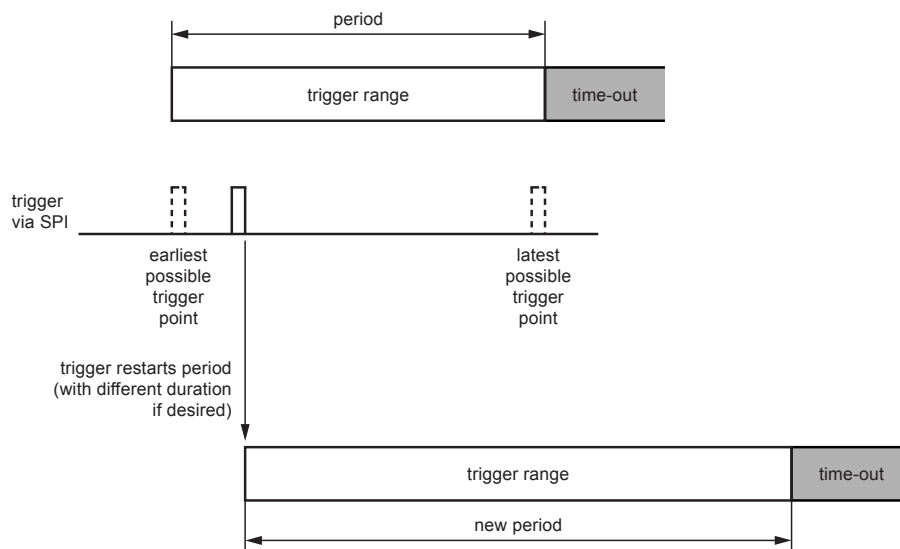 period
trigger range
time-out
trigger
via SPI
earliest
possible
trigger
point
latest
possible
trigger
point
trigger restarts period
(with different duration
if desired)
trigger range
time-out
new period